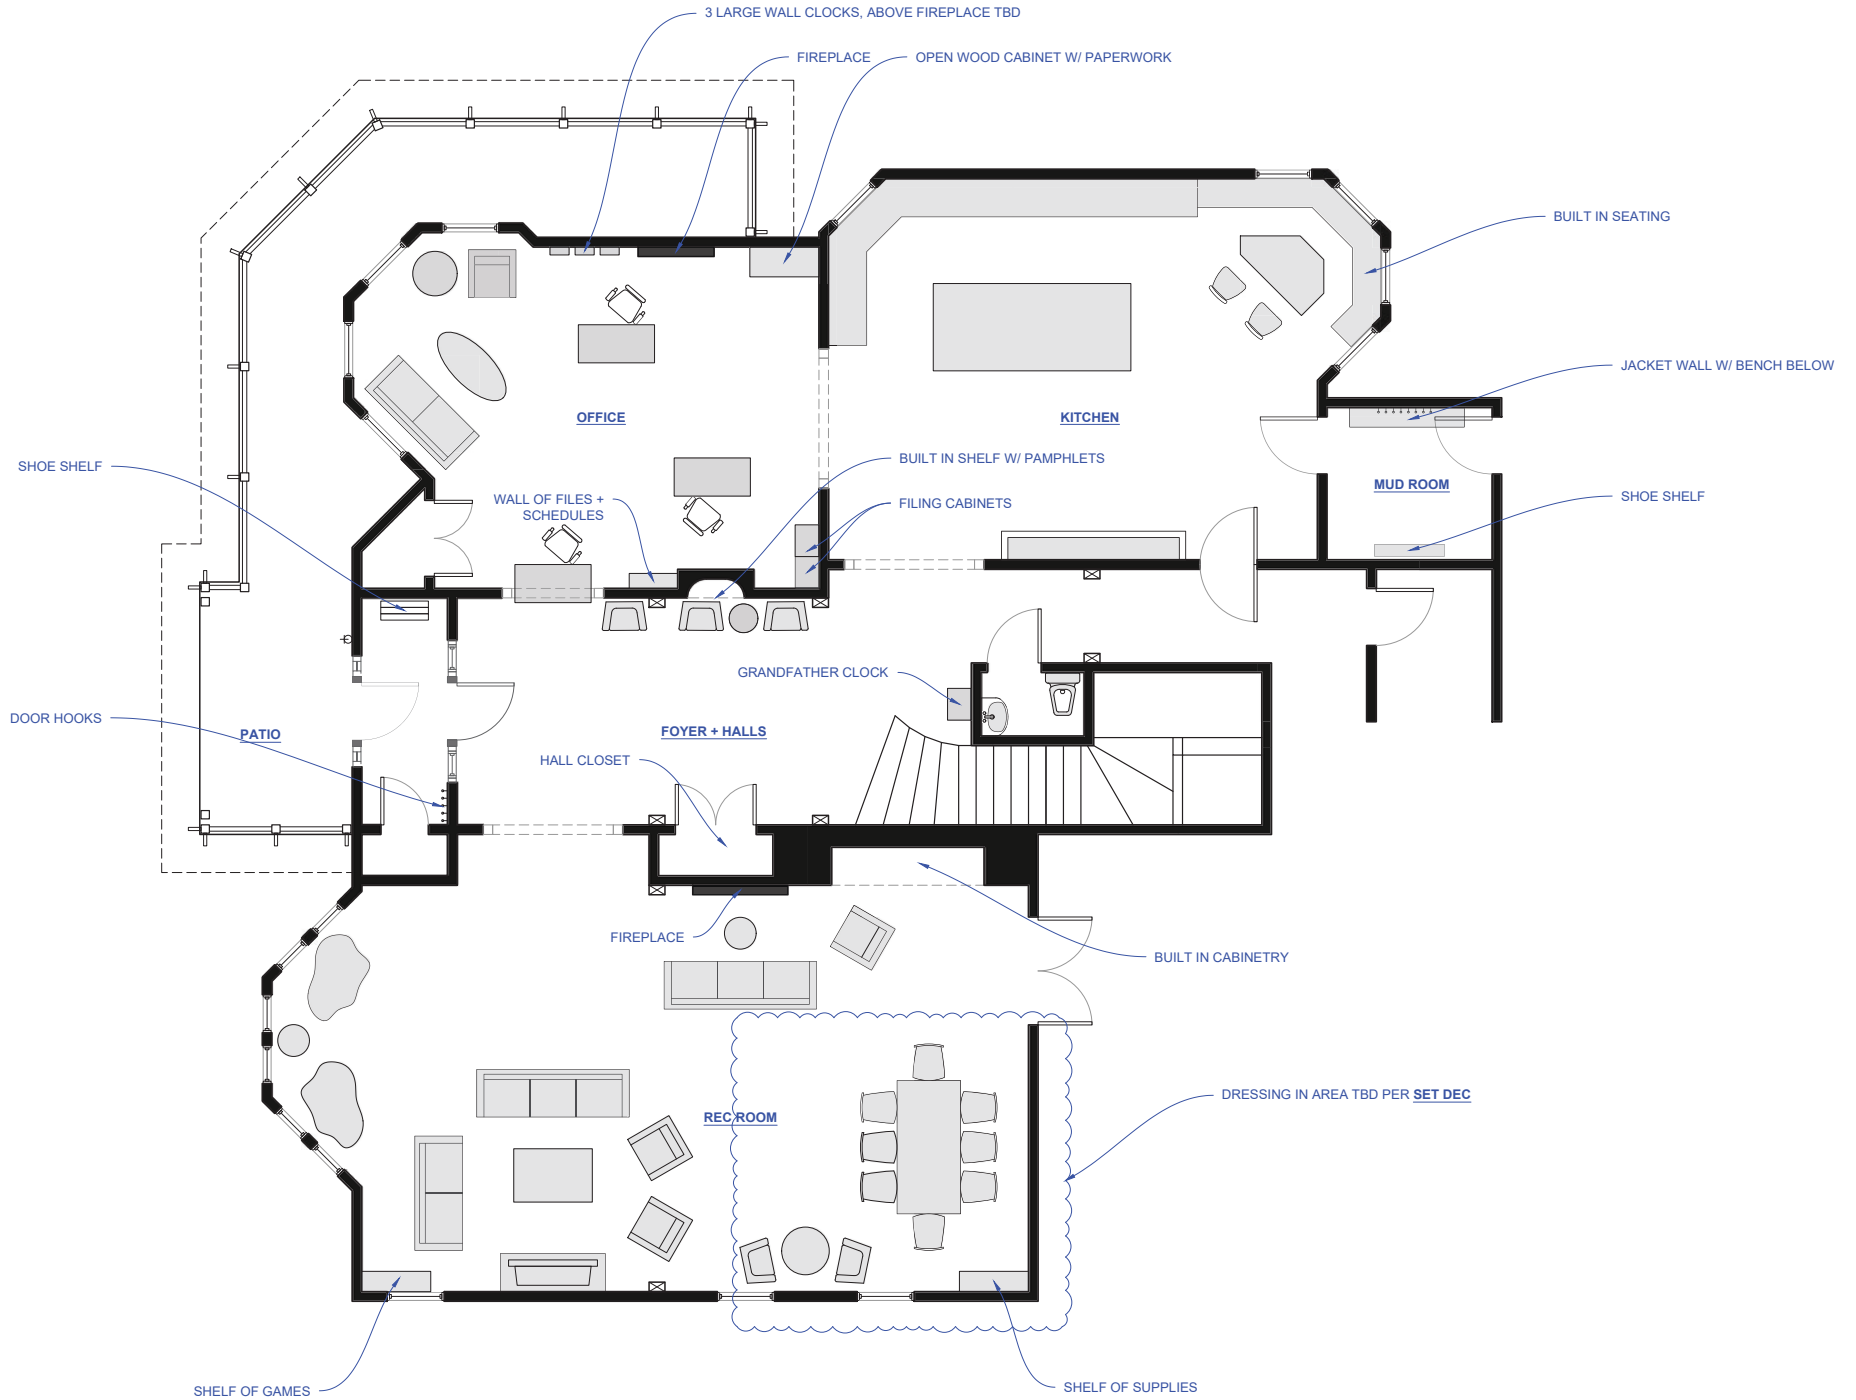 3 LARGE WALL CLOCKS, ABOVE FIREPLACE TBD
FIREPLACE
OPEN WOOD CABINET W/ PAPERWORK
BUILT IN SEATING
JACKET WALL W/ BENCH BELOW
OFFICE
KITCHEN
SHOE SHELF
BUILT IN SHELF W/ PAMPHLETS
MUD ROOM
WALL OF FILES +
SCHEDULES
FILING CABINETS
SHOE SHELF
GRANDFATHER CLOCK
DOOR HOOKS
PATIO
FOYER + HALLS
HALL CLOSET
FIREPLACE
BUILT IN CABINETRY
DRESSING IN AREA TBD PER SET DEC
REC ROOM
SHELF OF GAMES
SHELF OF SUPPLIES